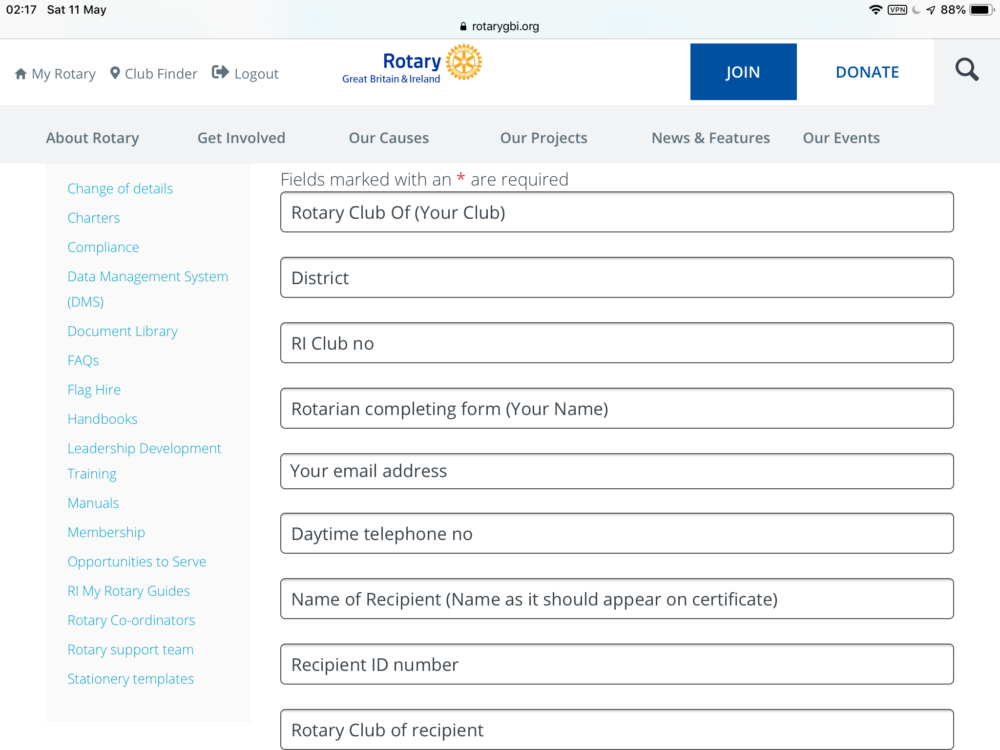 02:17 Sat 11 May
VPN 88%
rotarygbi.org
My Rotary Club Finder Logout
Rotary
Great Britain & Ireland
ROTARY
INTERNATIONAL
JOIN DONATE
About Rotary Get Involved Our Causes Our Projects News & Features Our Events
Change of details
Charters
Compliance
Data Management System
(DMS)
Document Library
FAQs
Flag Hire
Handbooks
Leadership Development
Training
Manuals
Membership
Opportunities to Serve
RI My Rotary Guides
Rotary Co-ordinators
Rotary support team
Stationery templates
Fields marked with an * are required
Rotary Club Of (Your Club)
District
RI Club no
Rotarian completing form (Your Name)
Your email address
Daytime telephone no
Name of Recipient (Name as it should appear on certificate)
Recipient ID number
Rotary Club of recipient